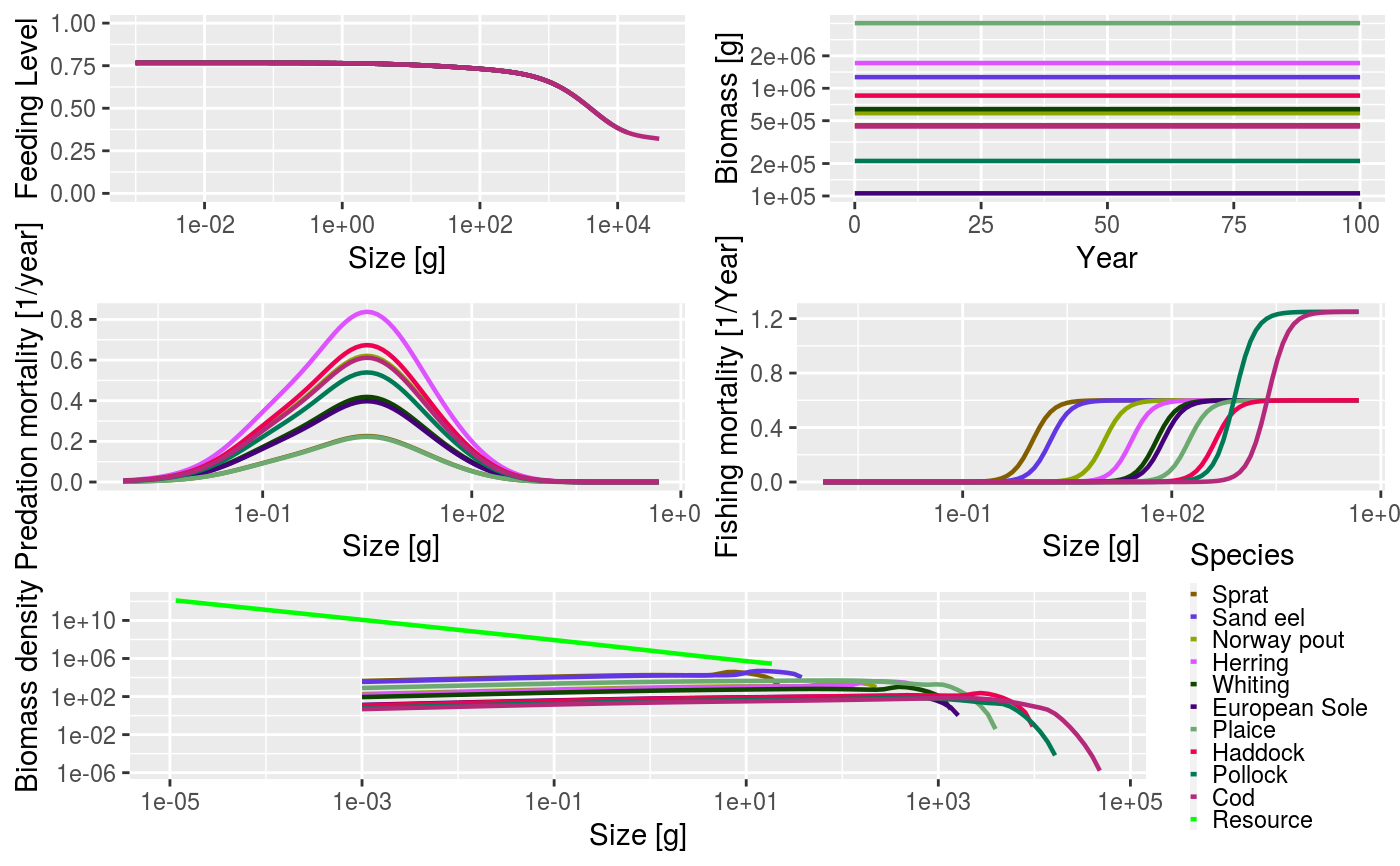 Feeding Level
1.00
0.75
0.50
0.25
0.00
1e-02 1e+00 1e+02 1e+04
Size [g]
Biomass [g]
2e+06
1e+06
5e+05
2e+05
1e+05
0 25 50 75 100
Year
Predation mortality [1/year]
0.8
0.6
0.4
0.2
0.0
1e-01 1e+02 1e+0
Size [g]
Fishing mortality [1/Year]
1.2
0.8
0.4
0.0
1e-01 1e+02 1e+0
Size [g]
Biomass density
1e+10
1e+06
1e+02
1e-02
1e-06
1e-05 1e-03 1e-01 1e+01 1e+03 1e+05
Size [g]
Species
Sprat
Sand eel
Norway pout
Herring
Whiting
European Sole
Plaice
Haddock
Pollock
Cod
Resource